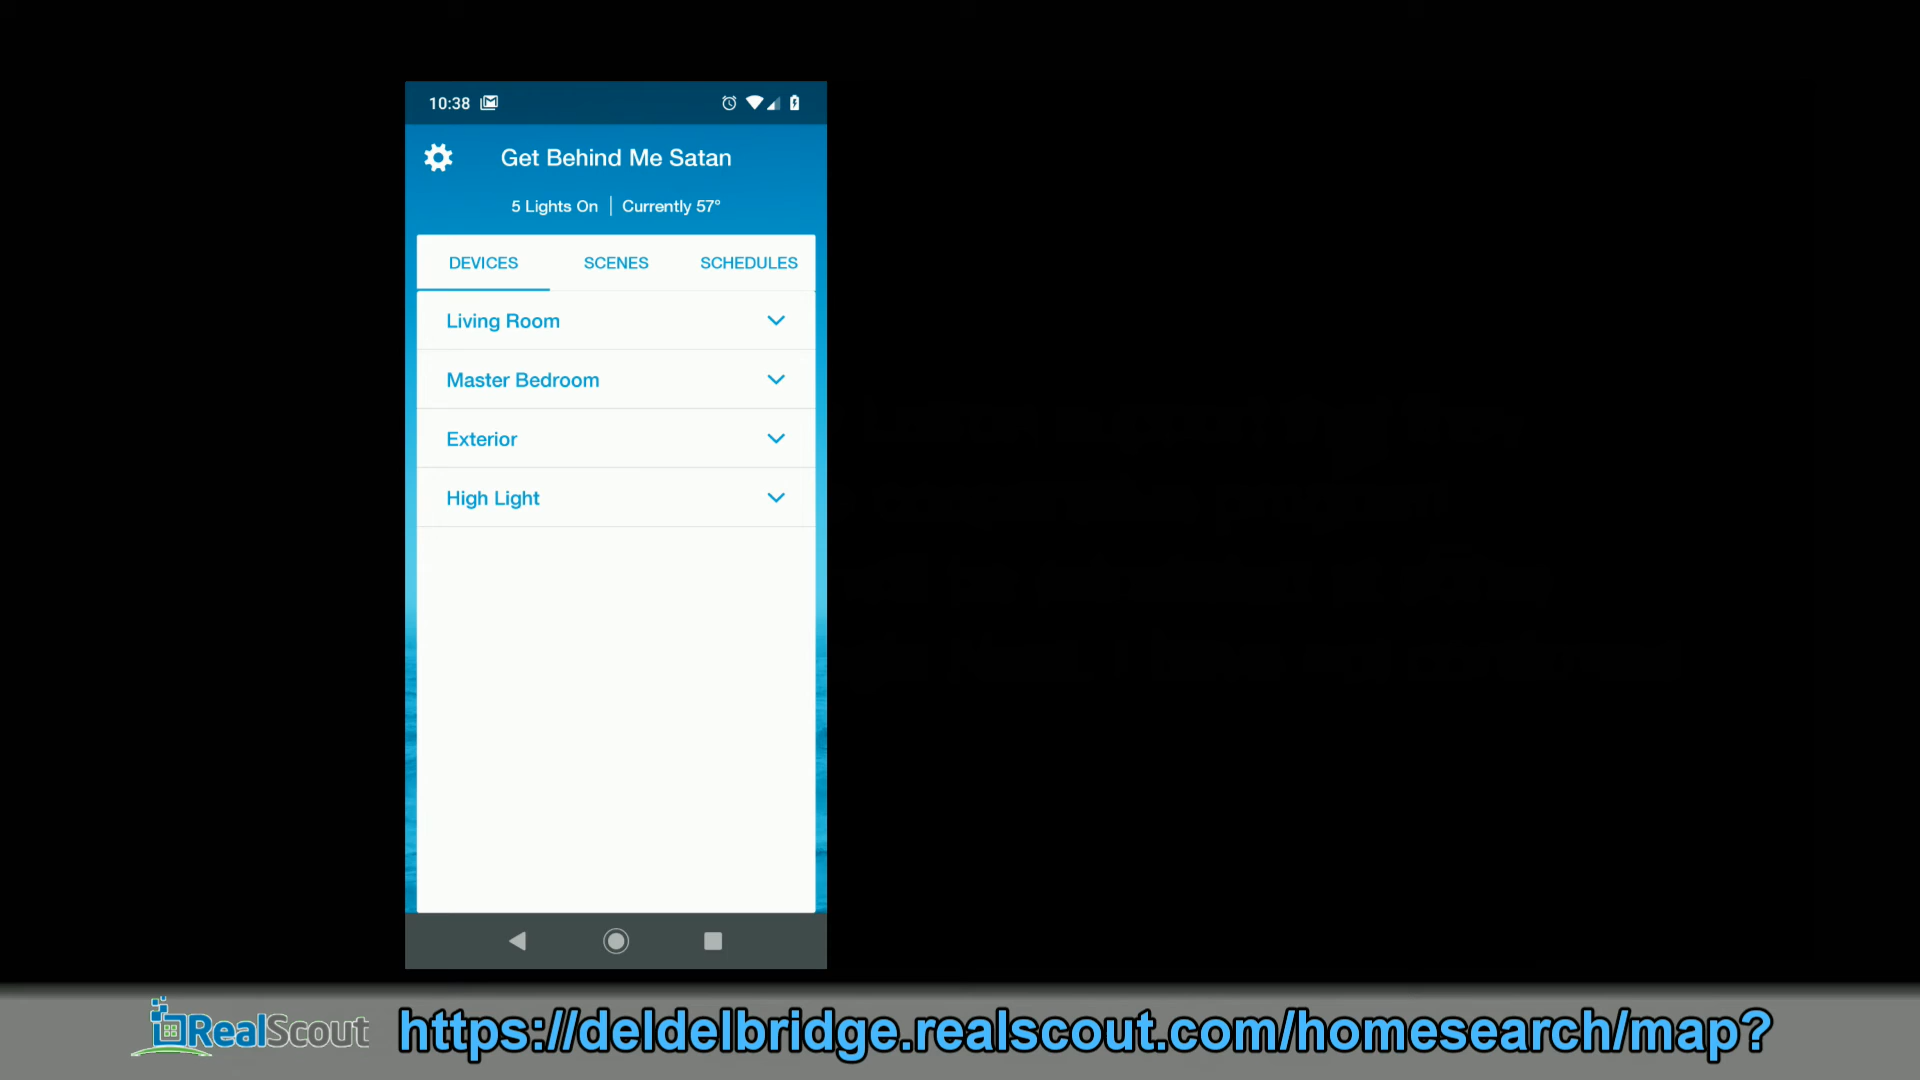 10:38
Get Behind Me Satan
5 Lights On | Currently 57°
DEVICES SCENES SCHEDULES
Living Room
Master Bedroom
Exterior
High Light
RealScout https://deldelbridge.realscout.com/homesearch/map?